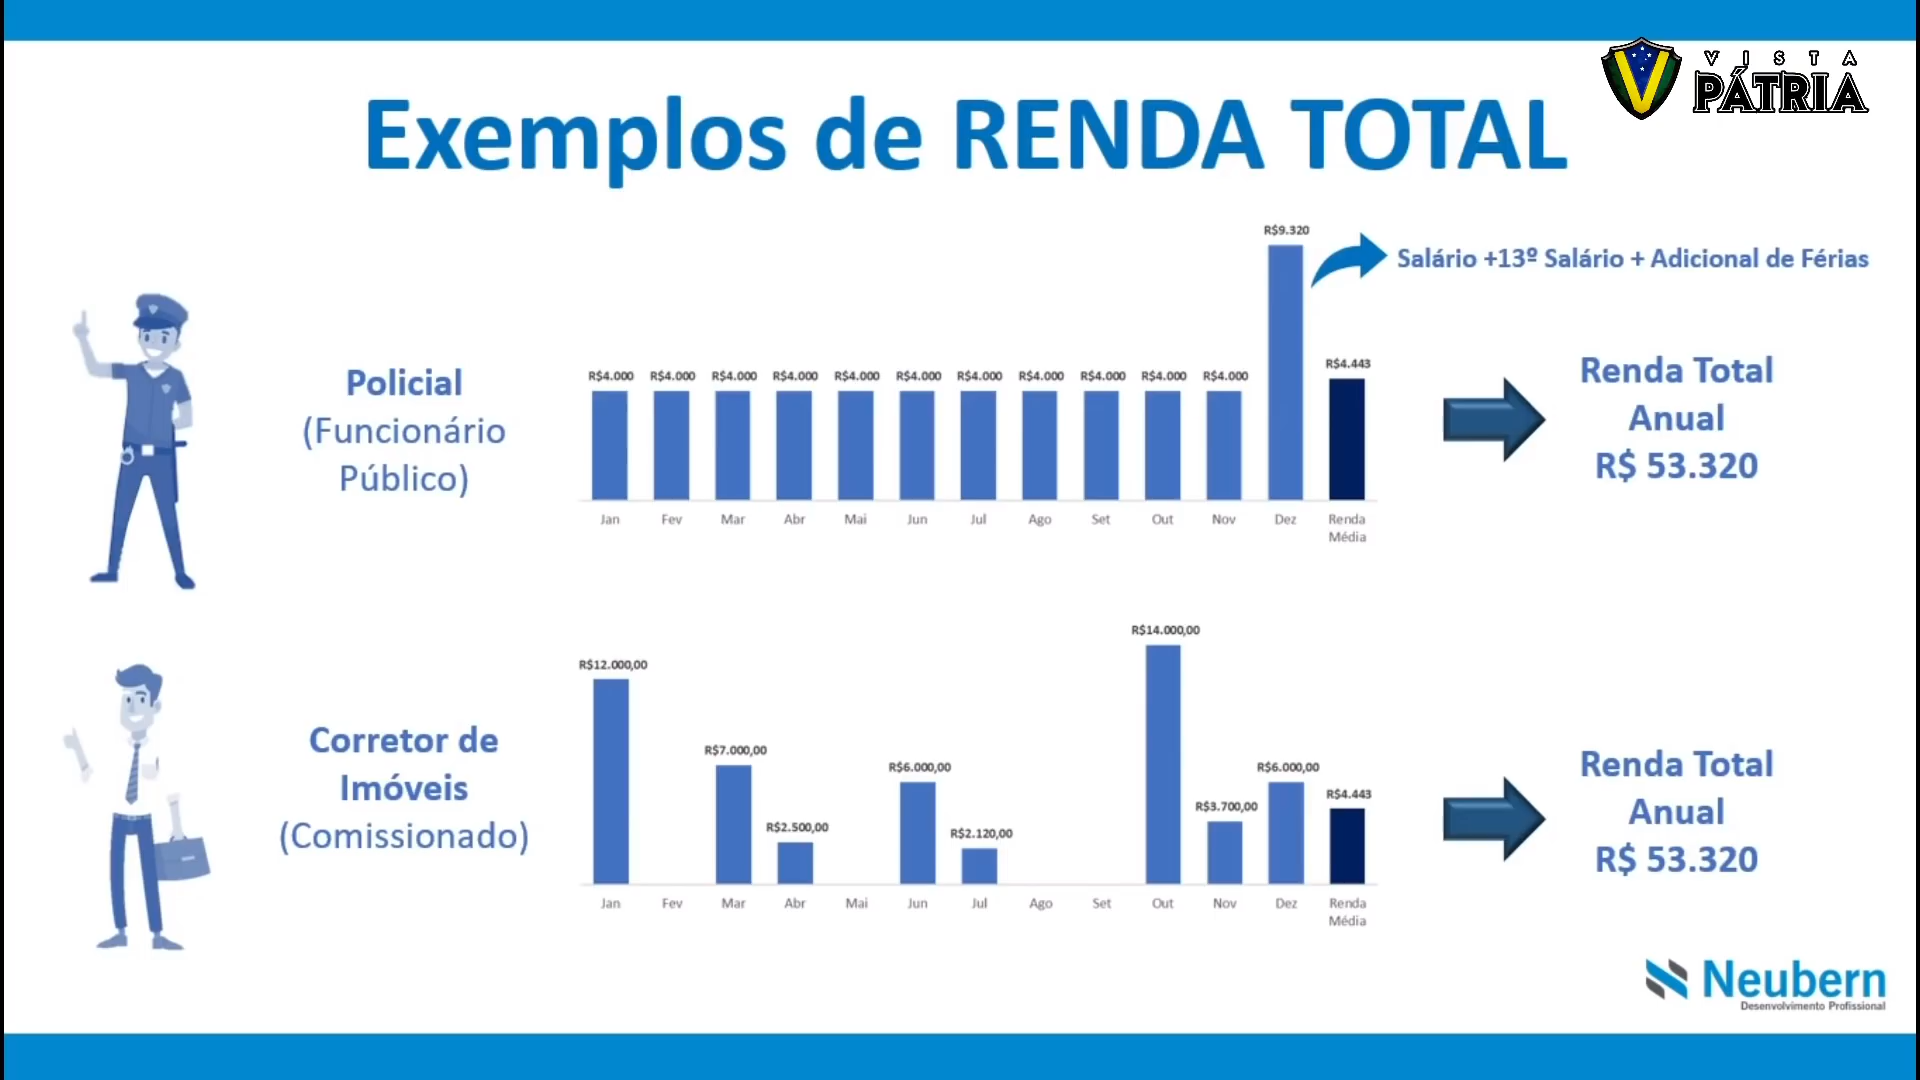 VISTA
PÁTRIA
Exemplos de RENDA TOTAL
Policial
(Funcionário
Público)
R$4.000 R$4.000 R$4.000 R$4.000 R$4.000 R$4.000 R$4.000 R$4.000 R$4.000 R$4.000 R$4.000 R$9.320 R$4.443
Jan Fev Mar Abr Mai Jun Jul Ago Set Out Nov Dez Renda
Média
Salário +13º Salário + Adicional de Férias
Renda Total
Anual
R$ 53.320
Corretor de
Imóveis
(Comissionado)
R$12.000,00 R$7.000,00 R$2.500,00 R$6.000,00 R$2.120,00 R$14.000,00 R$3.700,00 R$6.000,00 R$4.443
Jan Fev Mar Abr Mai Jun Jul Ago Set Out Nov Dez Renda
Média
Renda Total
Anual
R$ 53.320
Neubern
Desenvolvimento Profissional